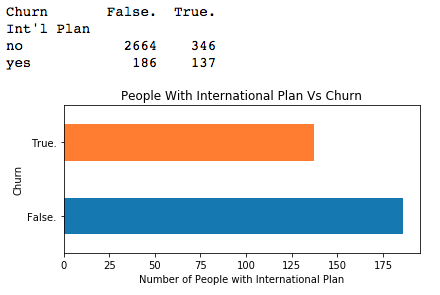 Churn False. True.
Int'l Plan
no 2664 346
yes 186 137
People With International Plan Vs Churn
True.
Churn
False.
0 25 50 75 100 125 150 175
Number of People with International Plan